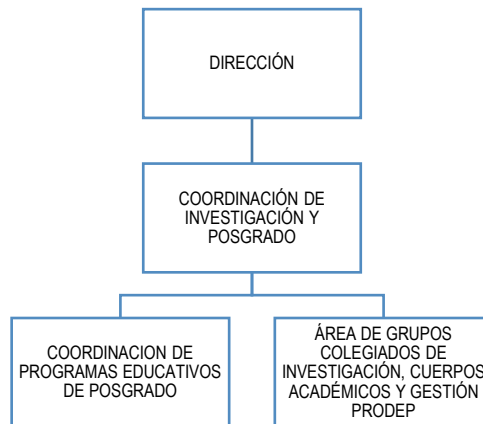 DIRECCIÓN
COORDINACIÓN DE
INVESTIGACIÓN Y
POSGRADO
COORDINACION DE
PROGRAMAS EDUCATIVOS
DE POSGRADO
ÁREA DE GRUPOS
COLEGIADOS DE
INVESTIGACIÓN, CUERPOS
ACADÉMICOS Y GESTIÓN
PRODEP